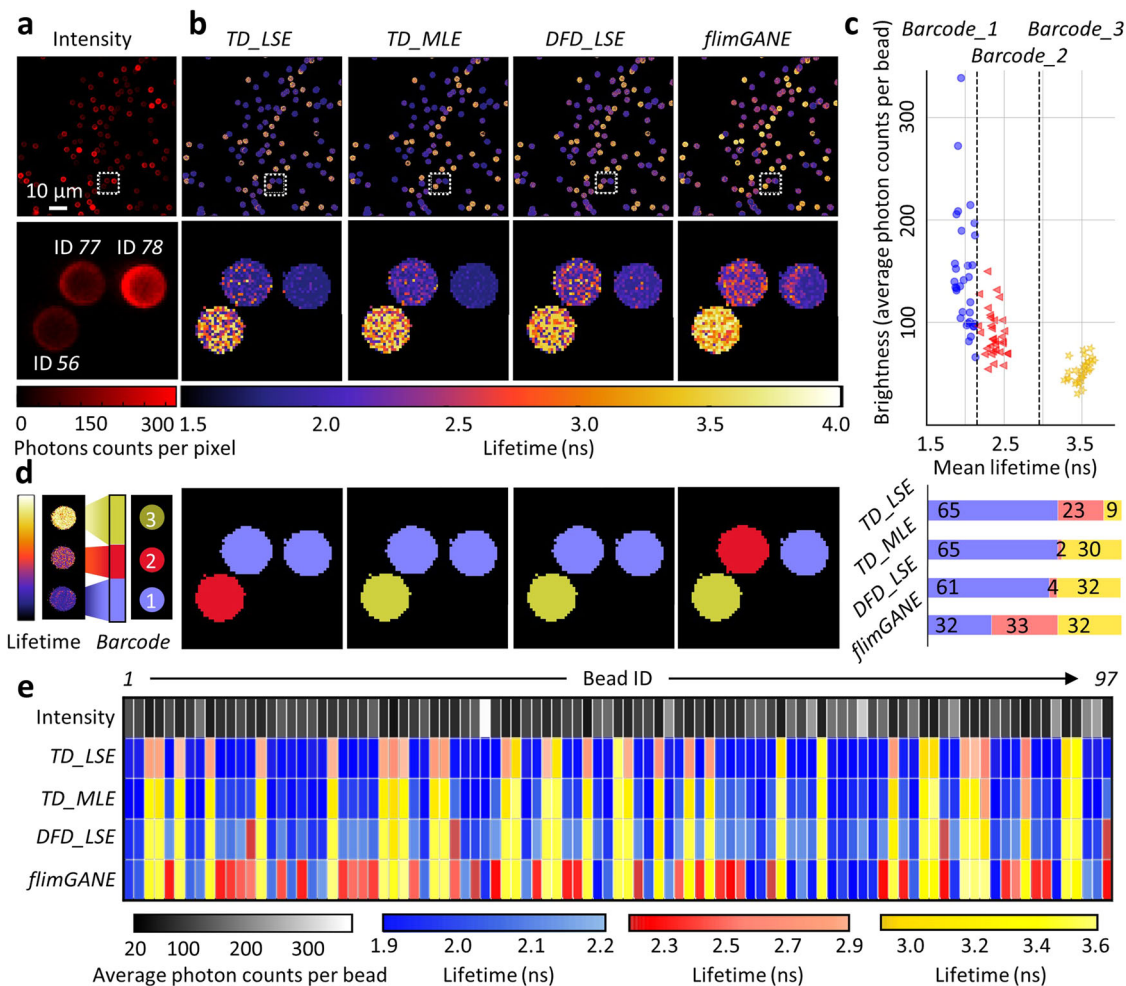 a
Intensity
10 μm
ID 77 ID 78
ID 56
0 150 300
Photons counts per pixel
b
TD_LSE TD_MLE DFD_LSE flimGANE
1.5 2.0 2.5 3.0 3.5 4.0
Lifetime (ns)
c
Barcode_1 Barcode_3
Barcode_2
Brightness (average photon counts per bead)
300
200
100
1.5 2.5 3.5
Mean lifetime (ns)
d
3
2
1
Lifetime Barcode
TD_LSE 65 23 9
TD_MLE 65 2 30
DFD_LSE 61 4 32
flimGANE 32 33 32
e
1 Bead ID 97
Intensity
TD_LSE
TD_MLE
DFD_LSE
flimGANE
20 100 200 300
Average photon counts per bead
1.9 2.0 2.1 2.2
Lifetime (ns)
2.3 2.5 2.7 2.9
Lifetime (ns)
3.0 3.2 3.4 3.6
Lifetime (ns)